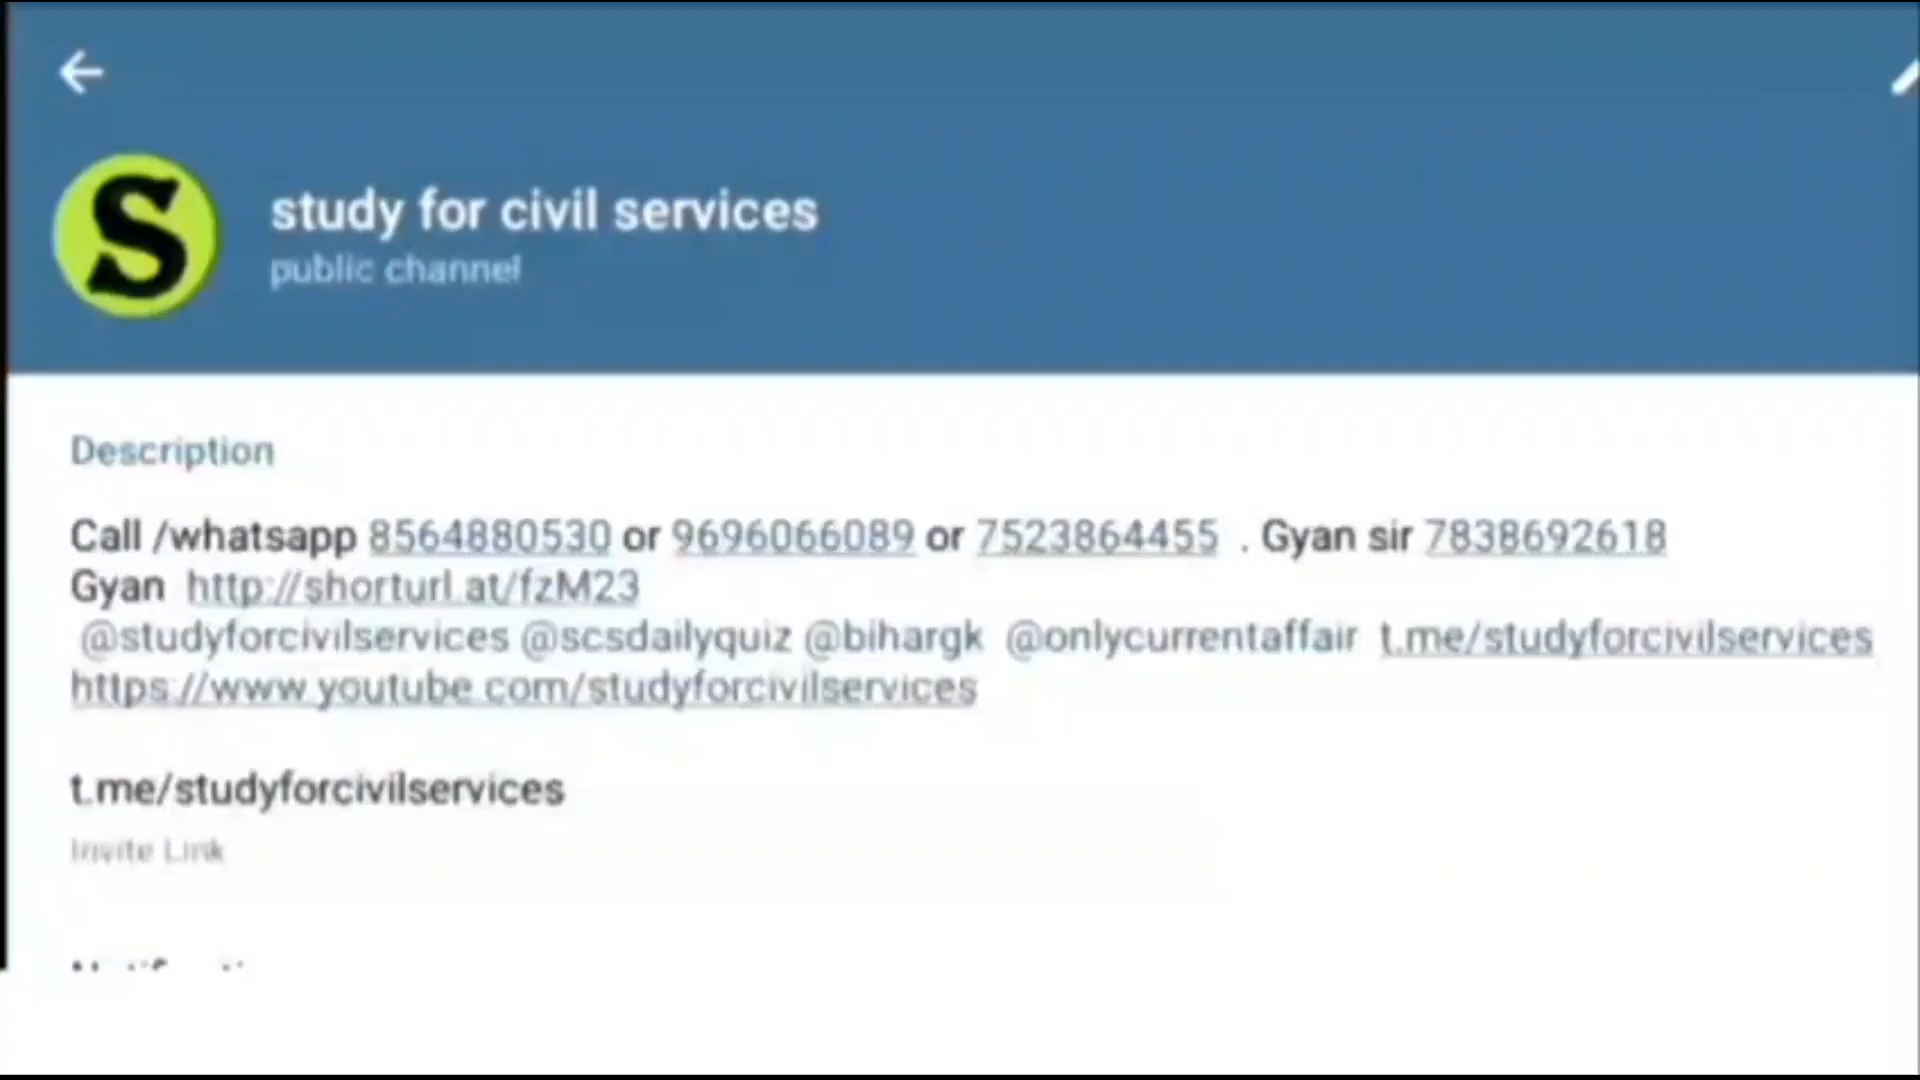 S
study for civil services
public channel
Description
Call /whatsapp 8564880530 or 9696066089 or 7523864455 . Gyan sir 7838692618
Gyan http://shorturl.at/fzM23
@studyforcivilservices @scsdailyquiz @bihargk @onlycurrentaffair t.me/studyforcivilservices
https://www.youtube.com/studyforcivilservices
t.me/studyforcivilservices
Invite Link